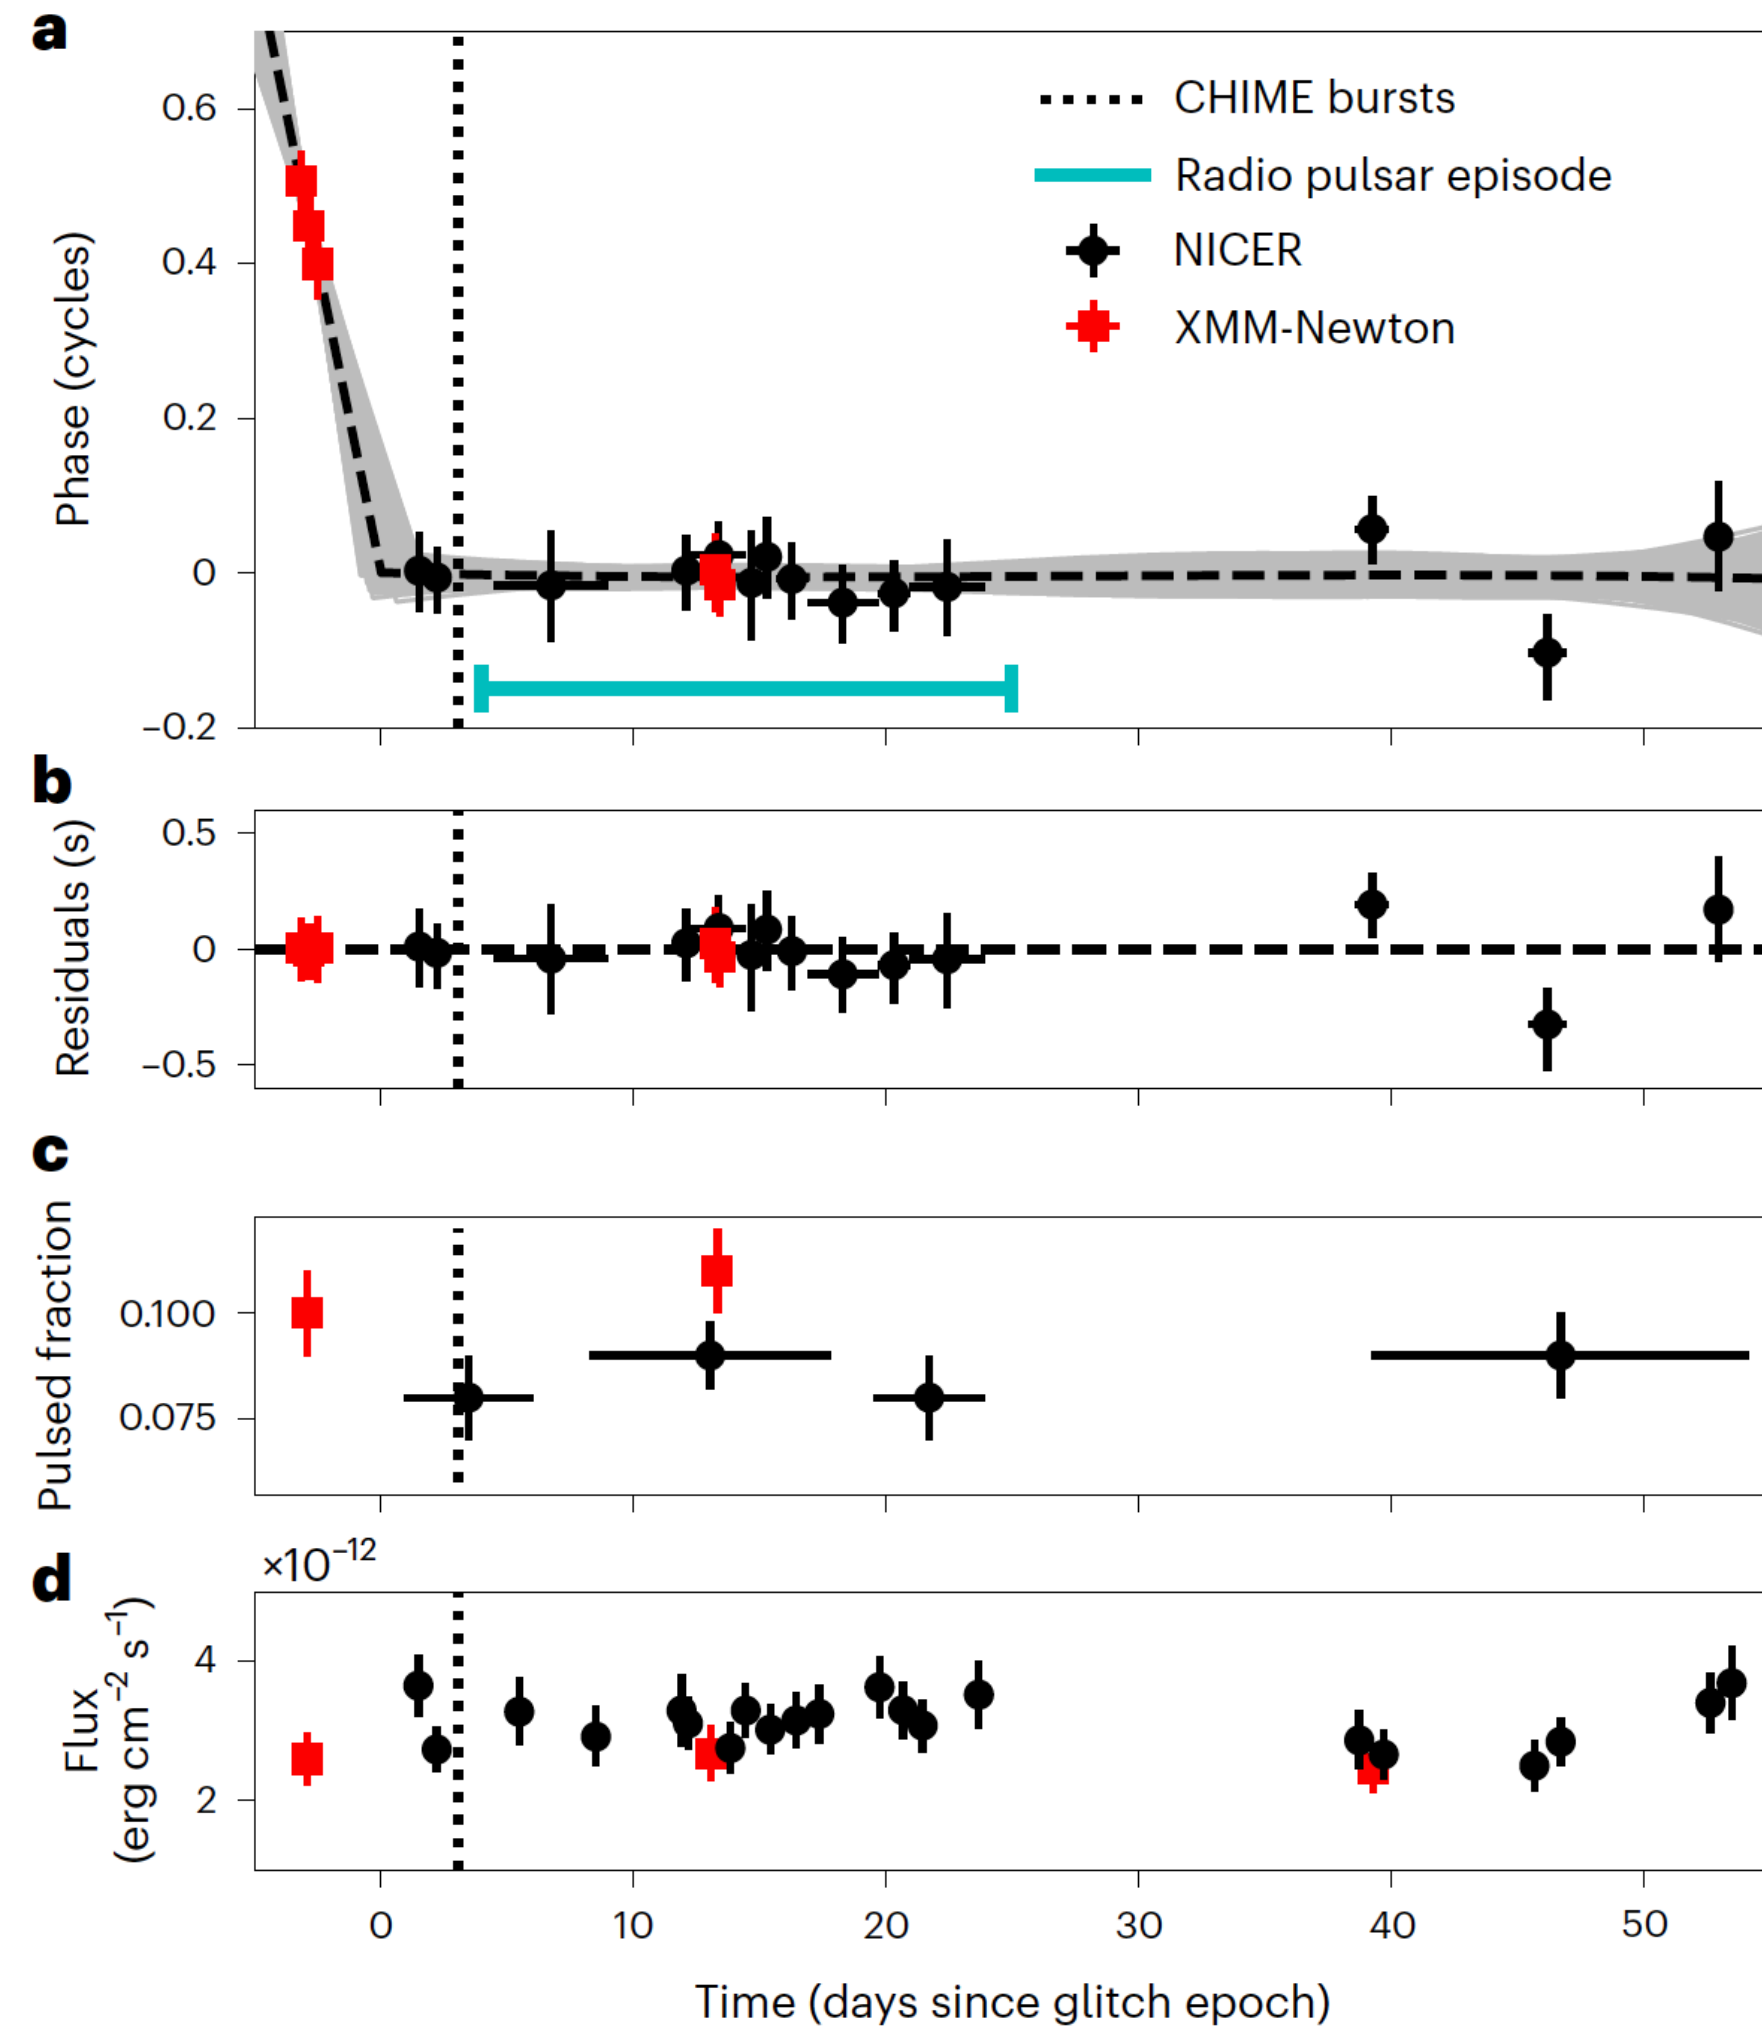 a
0.6
0.4
0.2
0
−0.2
Phase (cycles)
CHIME bursts
Radio pulsar episode
NICER
XMM-Newton
b
0.5
0
−0.5
Residuals (s)
c
0.100
0.075
Pulsed fraction
d
×10⁻¹²
4
2
Flux
(erg cm⁻² s⁻¹)
0 10 20 30 40 50
Time (days since glitch epoch)